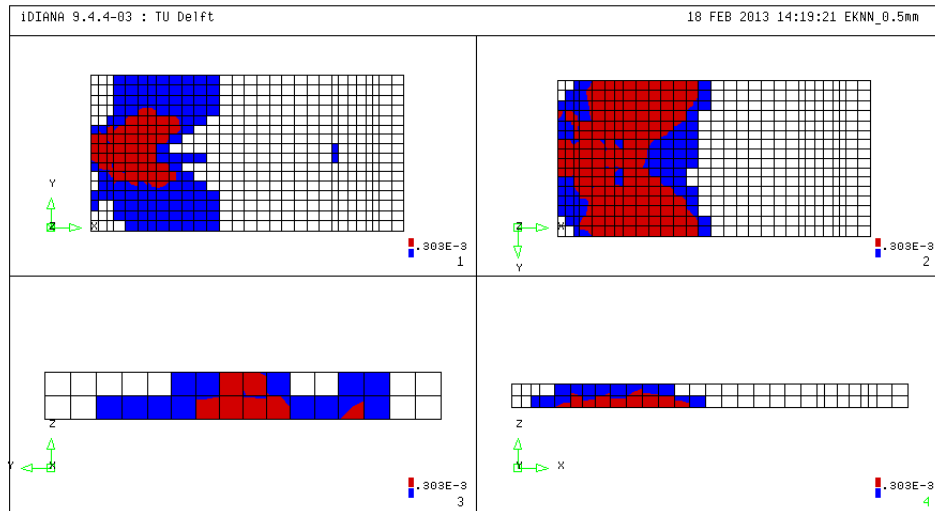 iDIANA 9.4.4-03 : TU Delft
18 FEB 2013 14:19:21 EKNN_0.5mm
Y
Z
X
.303E-3
1
Z
X
Y
.303E-3
2
Z
Y
X
.303E-3
3
Z
Y
X
.303E-3
4